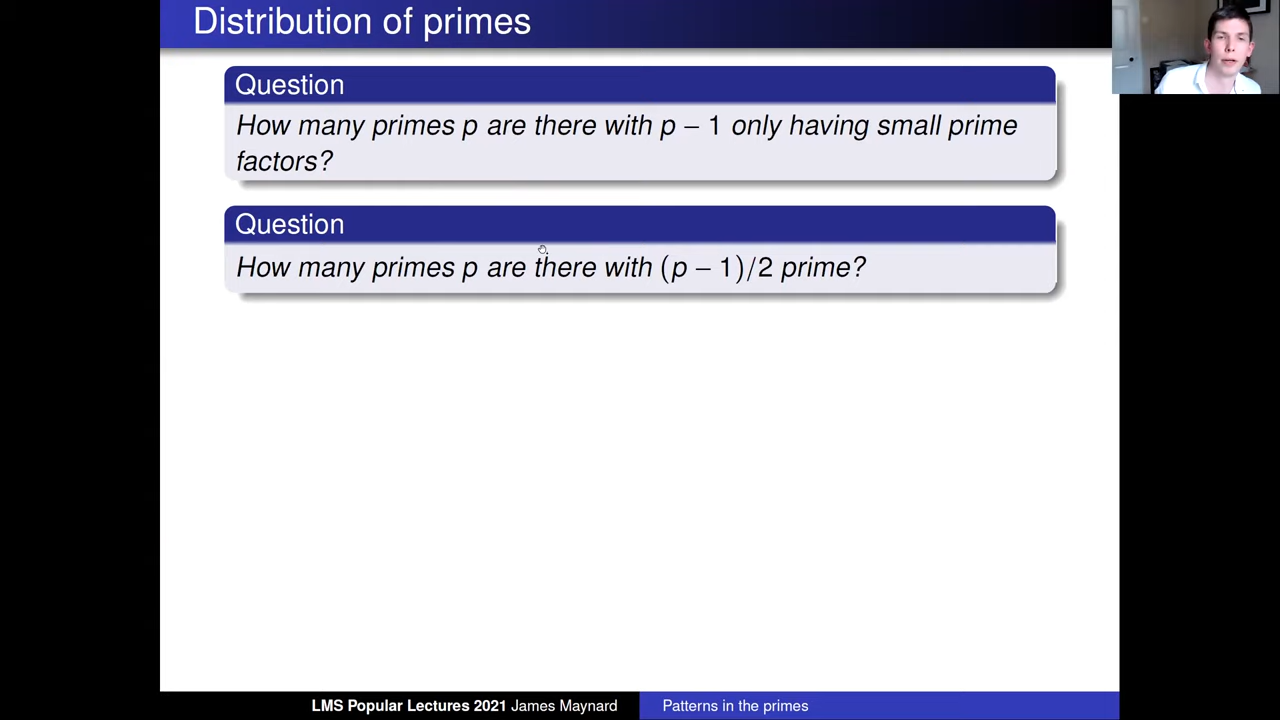 Distribution of primes
Question
How many primes p are there with p − 1 only having small prime
factors?
Question
How many primes p are there with (p − 1)/2 prime?
LMS Popular Lectures 2021 James Maynard
Patterns in the primes